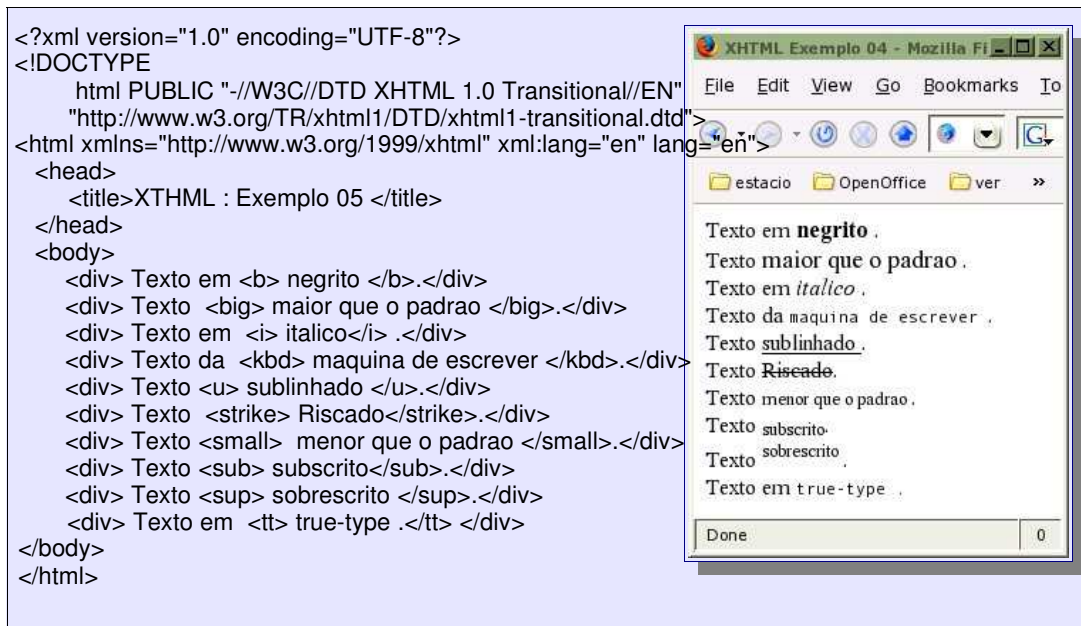 <?xml version="1.0" encoding="UTF-8"?>
<!DOCTYPE
html PUBLIC "-//W3C//DTD XHTML 1.0 Transitional//EN"
"http://www.w3.org/TR/xhtml1/DTD/xhtml1-transitional.dtd">
<html xmlns="http://www.w3.org/1999/xhtml" xml:lang="en" lang="en">
<head>
<title>XTHML : Exemplo 05 </title>
</head>
<body>
<div> Texto em <b> negrito </b>.</div>
<div> Texto  <big> maior que o padrao </big>.</div>
<div> Texto em  <i> italico</i> .</div>
<div> Texto da  <kbd> maquina de escrever </kbd>.</div>
<div> Texto <u> sublinhado </u>.</div>
<div> Texto  <strike> Riscado</strike>.</div>
<div> Texto <small>  menor que o padrao </small>.</div>
<div> Texto <sub> subscrito</sub>.</div>
<div> Texto <sup> sobrescrito </sup>.</div>
<div> Texto em  <tt> true-type .</tt> </div>
</body>
</html>
XHTML Exemplo 04 - Mozilla Fi
File Edit View Go Bookmarks To
G
estacio OpenOffice ver »
Texto em negrito .
Texto maior que o padrao .
Texto em italico .
Texto da maquina de escrever .
Texto sublinhado .
Texto Riscado.
Texto menor que o padrao .
Texto subscrito.
Texto sobrescrito .
Texto em true-type .
Done 0